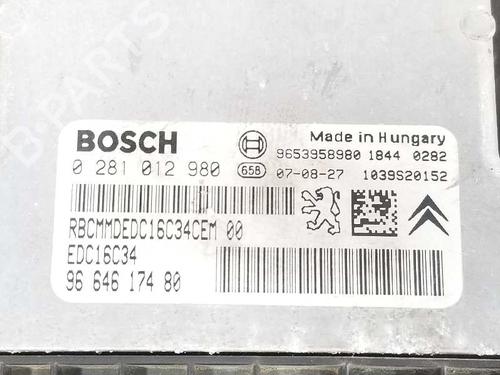 BOSCH
Made in Hungary
9653958980 1844 0282
0 281 012 980
658
07-08-27
1039S20152
RBCMMDEDC16C34CEM 00
EDC16C34
96 646 174 80
B-PARTS